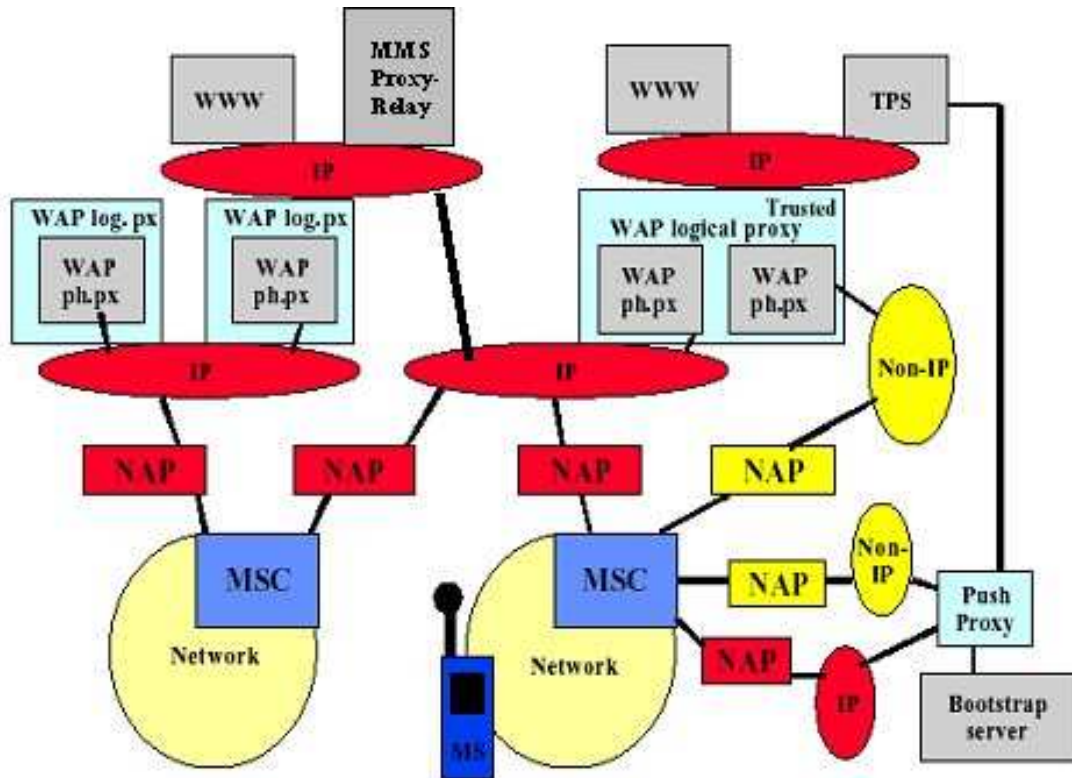 MMS
Proxy-
Relay
WWW
WWW
TPS
IP
IP
WAP log.px
WAP log.px
Trusted
WAP logical proxy
WAP
ph.px
WAP
ph.px
WAP
ph.px
WAP
ph.px
IP
IP
Non-IP
NAP
NAP
NAP
NAP
MSC
MSC
NAP
Non-
IP
Push
Proxy
Network
Network
NAP
IP
MS
Bootstrap
server